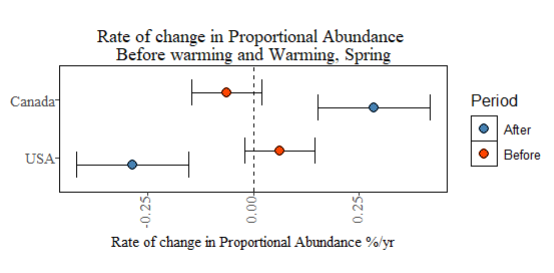 Rate of change in Proportional Abundance
Before warming and Warming, Spring
Canada
USA
-0.25
0.00
0.25
Rate of change in Proportional Abundance %/yr
Period
After
Before